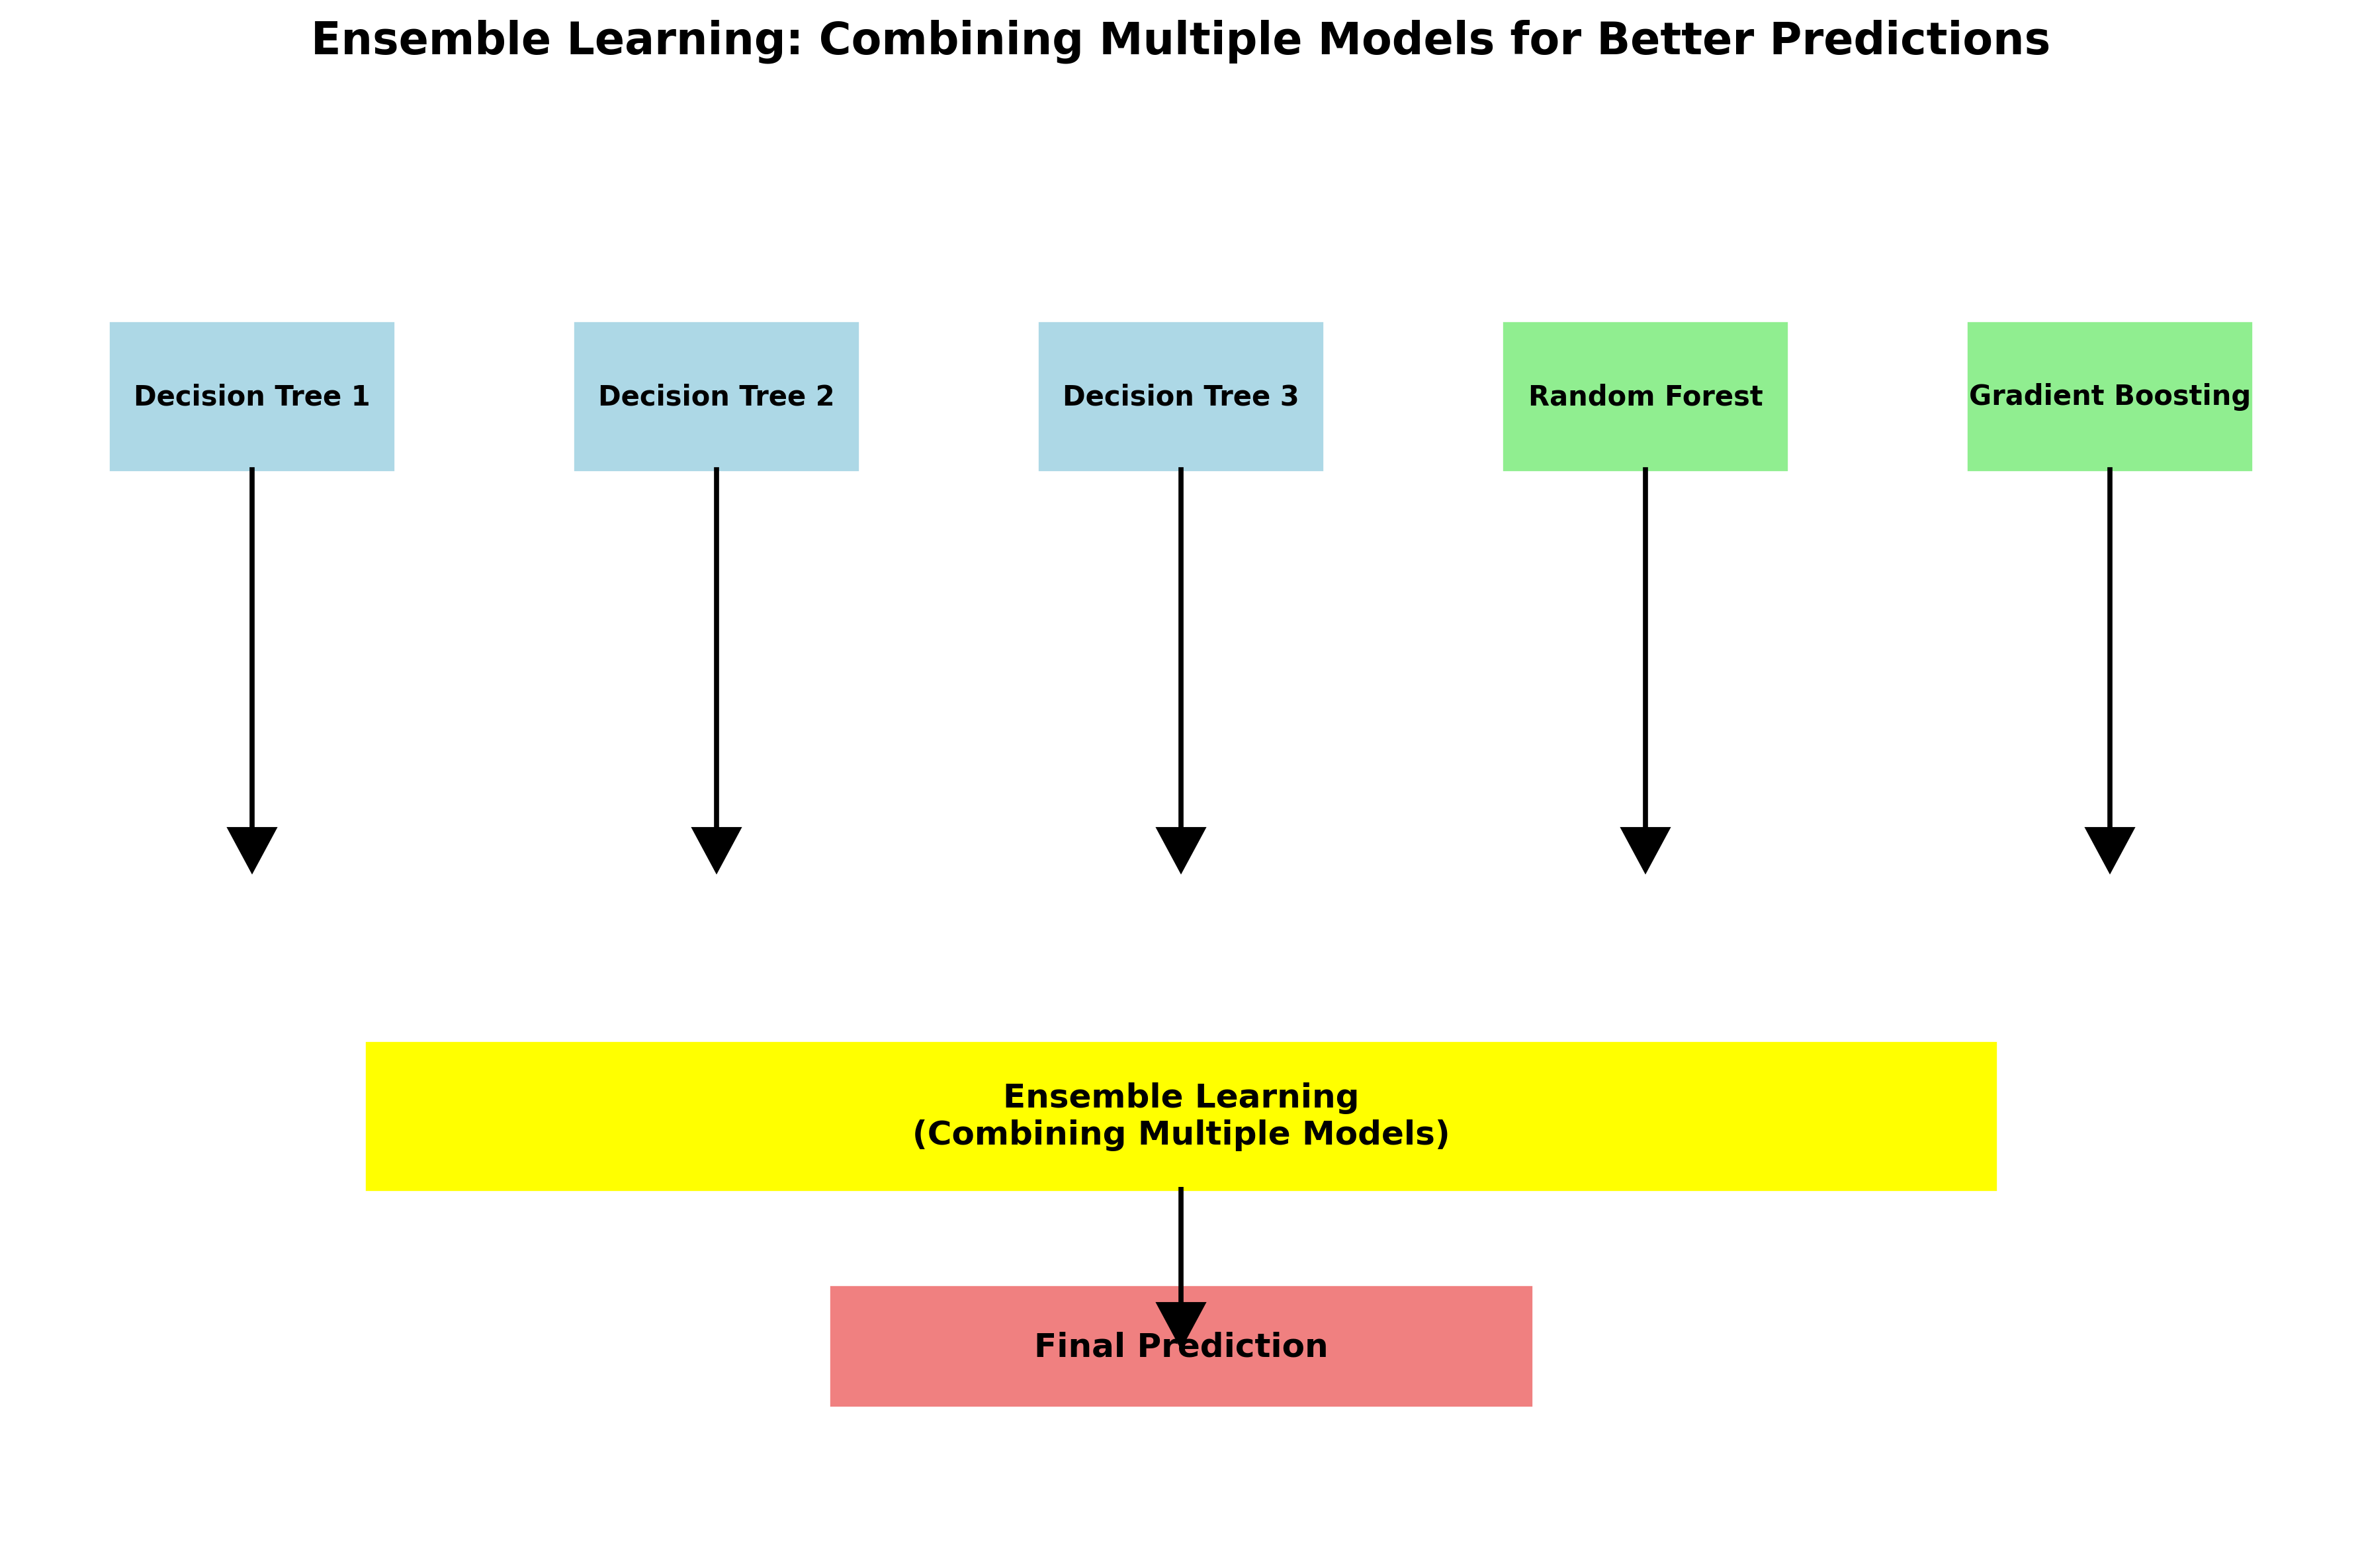 Ensemble Learning: Combining Multiple Models for Better Predictions
Decision Tree 1
Decision Tree 2
Decision Tree 3
Random Forest
Gradient Boosting
Ensemble Learning
(Combining Multiple Models)
Final Prediction